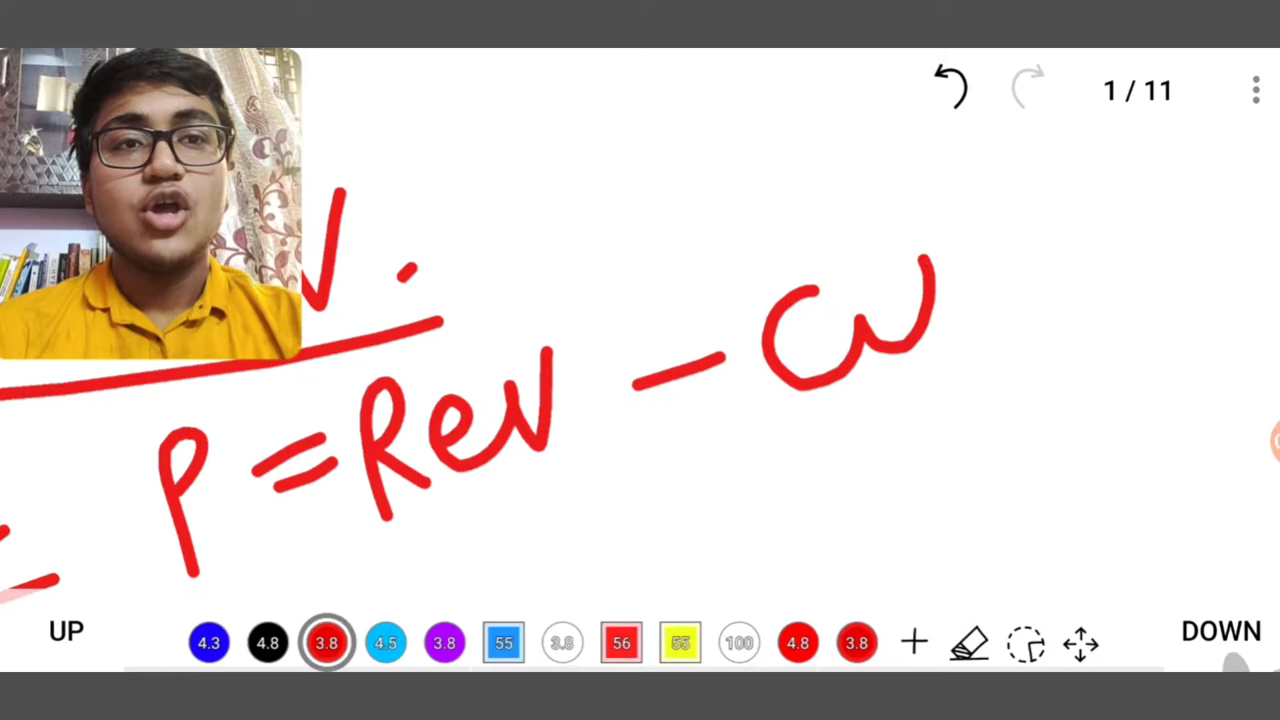 1 / 11
v.
P = Rev - Co
UP
4.3 4.8 3.8 4.5 3.8 55 3.8 56 55 100 4.8 3.8
DOWN